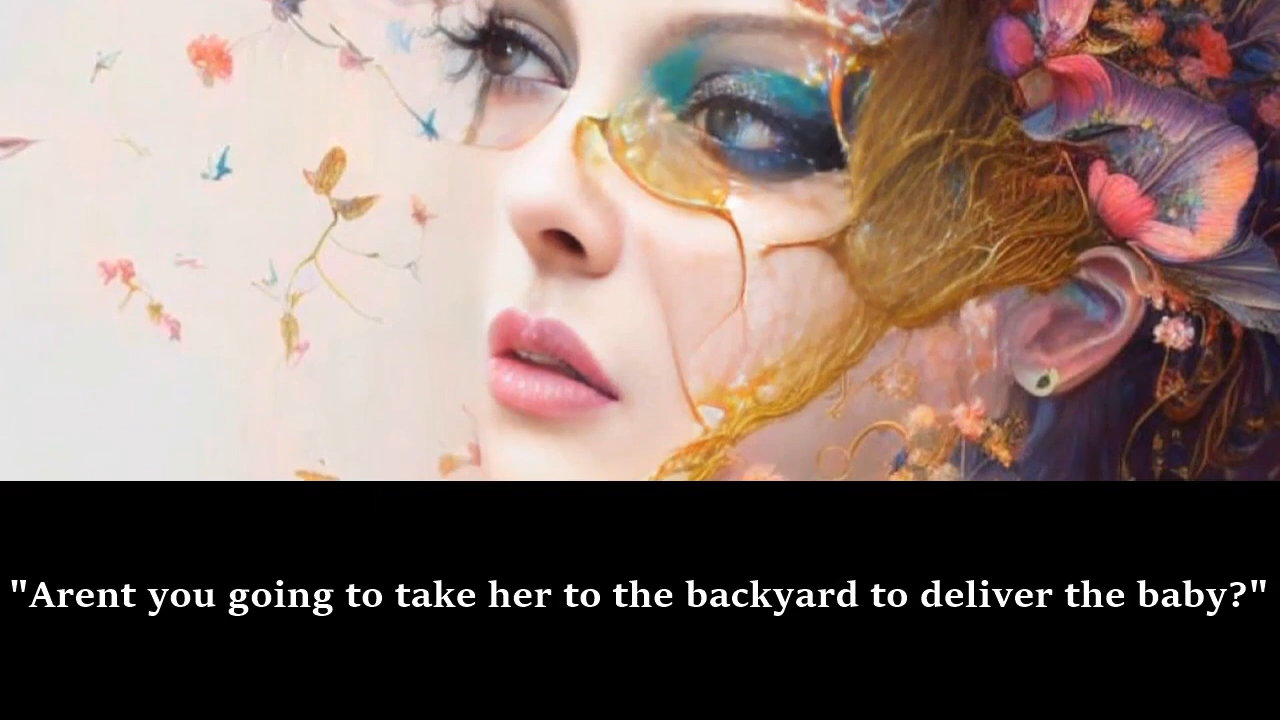 "Arent you going to take her to the backyard to deliver the baby?"